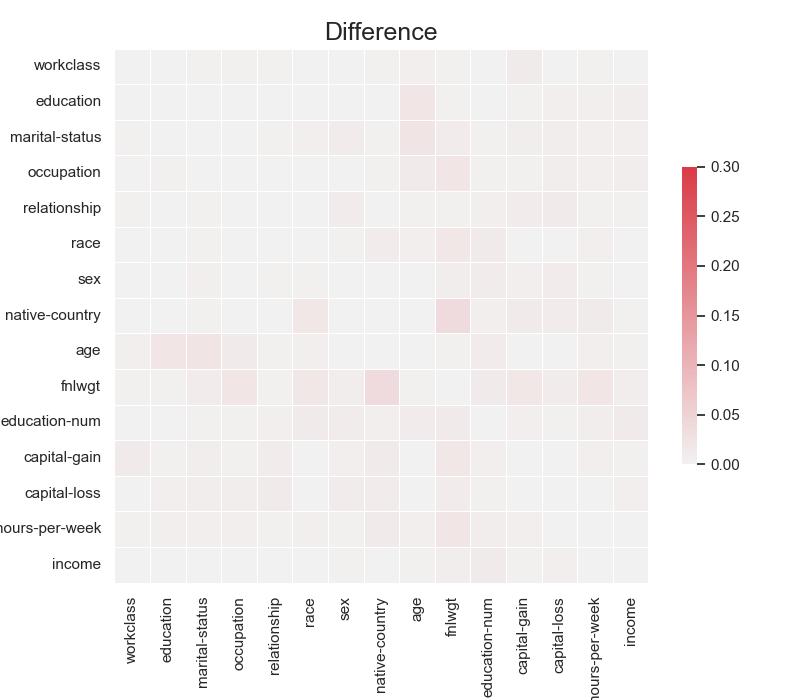 Difference
workclass
education
marital-status
occupation
relationship
race
sex
native-country
age
fnlwgt
education-num
capital-gain
capital-loss
hours-per-week
income
0.30
0.25
0.20
0.15
0.10
0.05
0.00
workclass
education
marital-status
occupation
relationship
race
sex
native-country
age
fnlwgt
education-num
capital-gain
capital-loss
hours-per-week
income